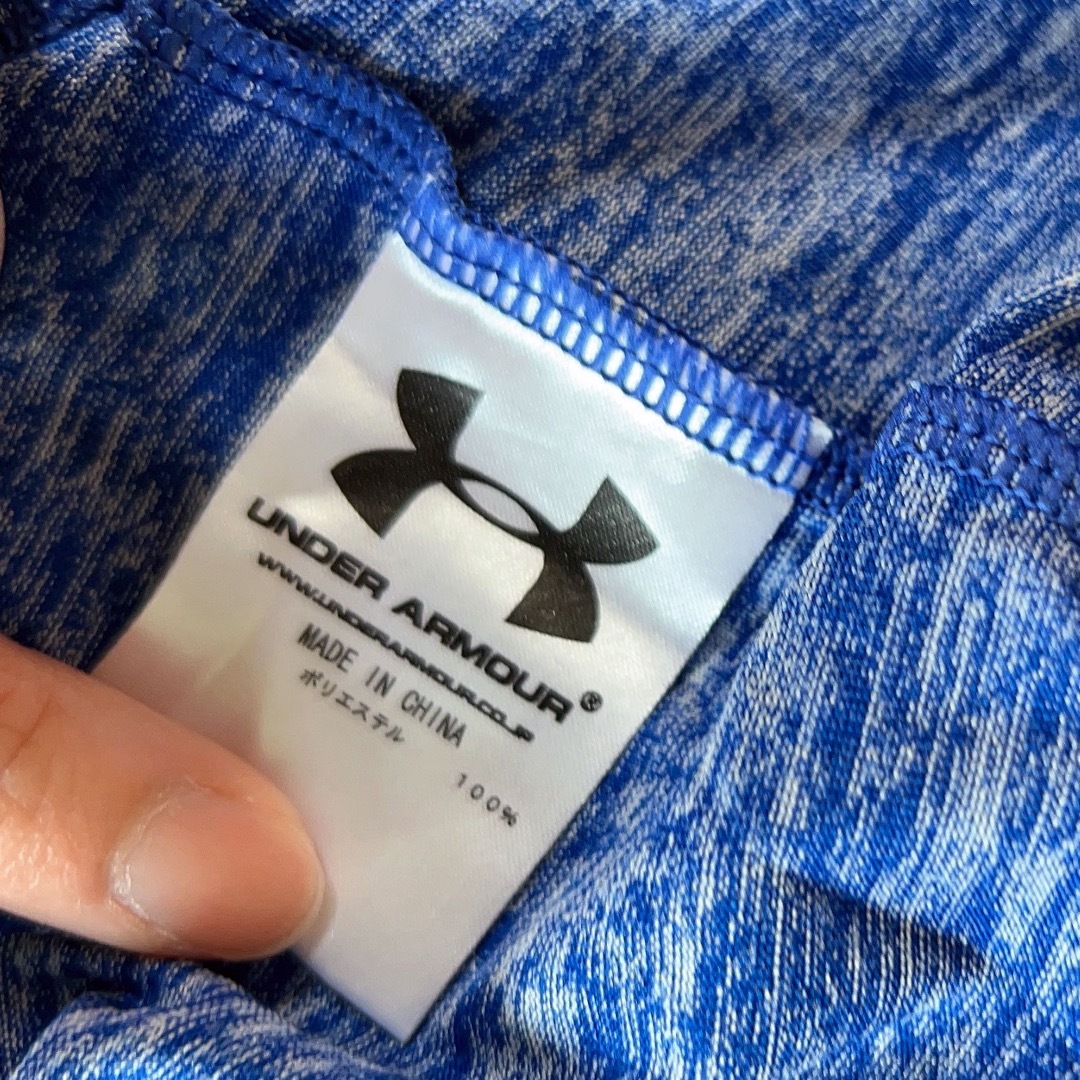 UNDER ARMOUR®
www.UNDERARMOUR.CO.JP
MADE IN CHINA
ポリエステル 100%